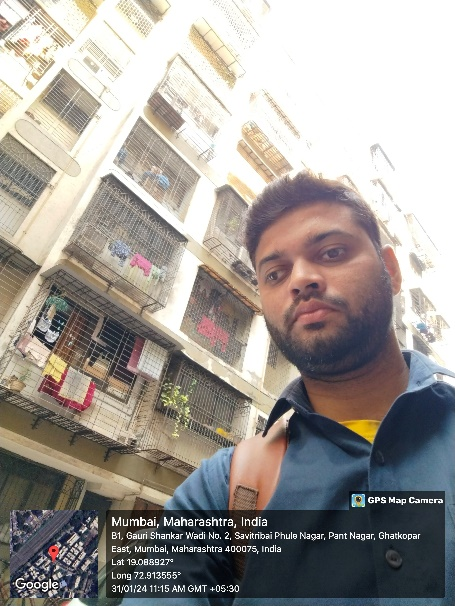 GPS Map Camera
Mumbai, Maharashtra, India
B1, Gauri Shankar Wadi No. 2, Savitribai Phule Nagar, Pant Nagar, Ghatkopar
East, Mumbai, Maharashtra 400075, India
Lat 19.088927°
Long 72.913555°
31/01/24 11:15 AM GMT +05:30
Google